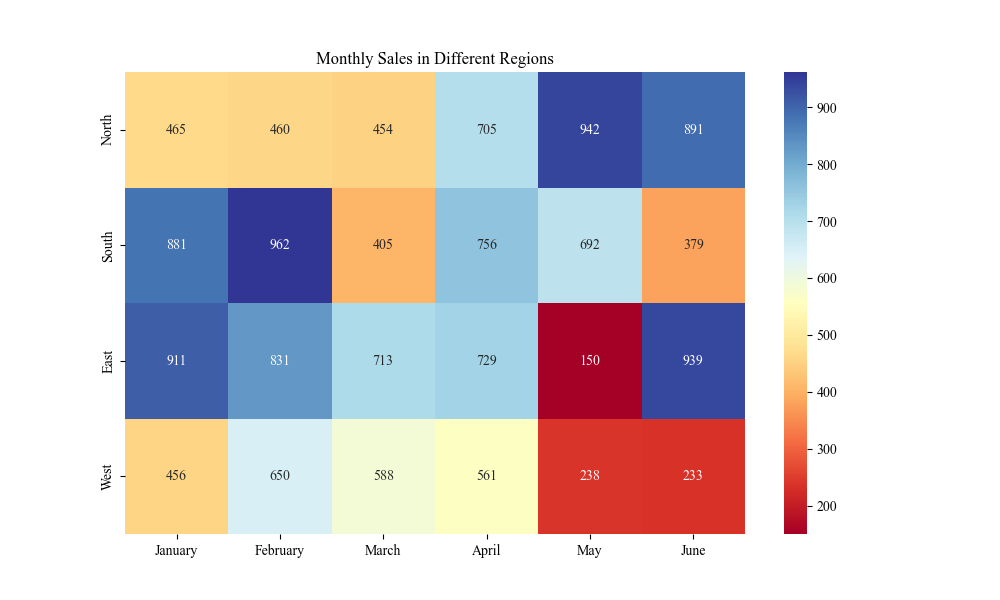 Monthly Sales in Different Regions
North 465 460 454 705 942 891
South 881 962 405 756 692 379
East 911 831 713 729 150 939
West 456 650 588 561 238 233
January February March April May June
900
800
700
600
500
400
300
200